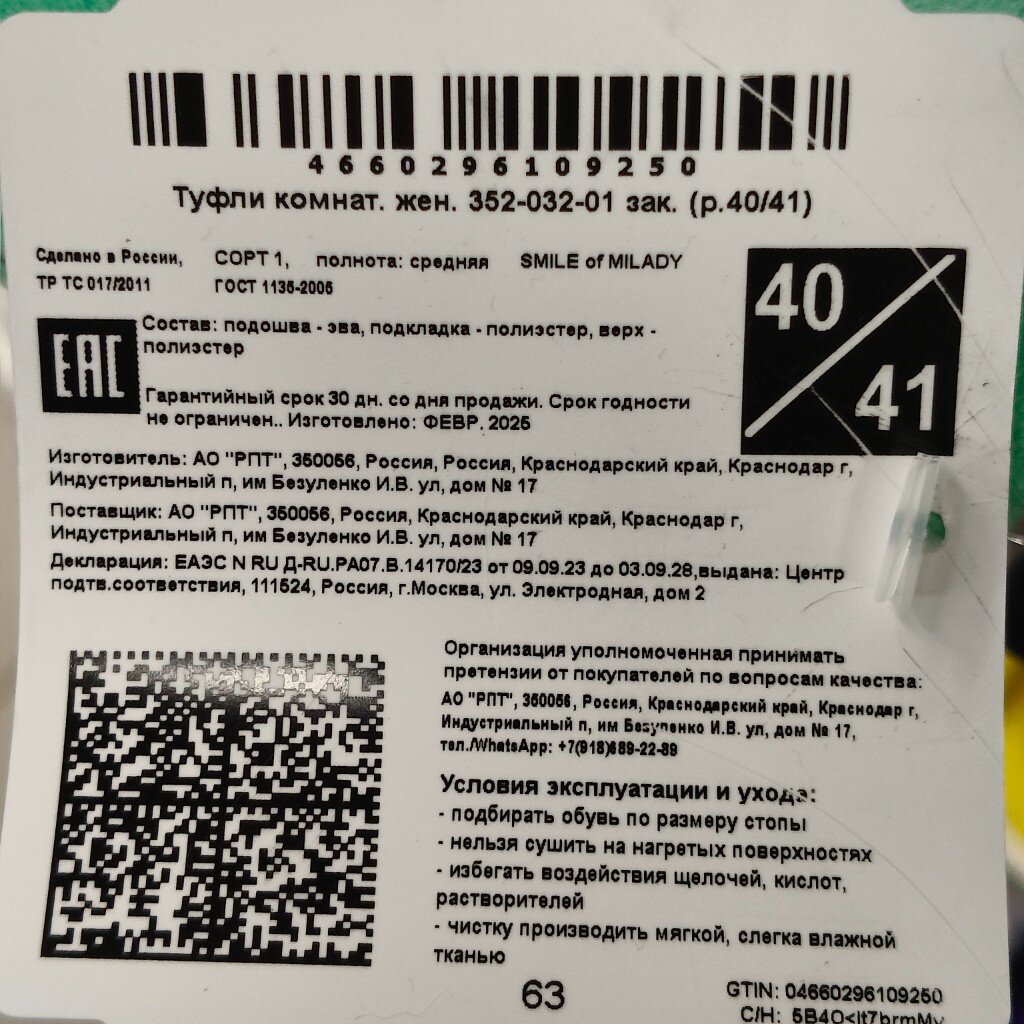 4660296109250
Туфли комнат. жен. 352-032-01 зак. (р.40/41)
Сделано в России, СОРТ 1, полнота: средняя SMILE of MILADY
ТР ТС 017/2011 ГОСТ 1135-2005
40
41
EAC
Состав: подошва - эва, подкладка - полиэстер, верх -
полиэстер
Гарантийный срок 30 дн. со дня продажи. Срок годности
не ограничен.. Изготовлено: ФЕВР. 2025
Изготовитель: АО "РПТ", 350056, Россия, Россия, Краснодарский край, Краснодар г,
Индустриальный п, им Безуленко И.В. ул, дом № 17
Поставщик: АО "РПТ", 350056, Россия, Краснодарский край, Краснодар г,
Индустриальный п, им Безуленко И.В. ул, дом № 17
Декларация: ЕАЭС N RU Д-RU.РА07.В.14170/23 от 09.09.23 до 03.09.28,выдана: Центр
подтв.соответствия, 111524, Россия, г.Москва, ул. Электродная, дом 2
Организация уполномоченная принимать
претензии от покупателей по вопросам качества:
АО "РПТ", 350056, Россия, Краснодарский край, Краснодар г,
Индустриальный п, им Безуленко И.В. ул, дом № 17,
тел./WhatsApp: +7(918)689-22-89
Условия эксплуатации и ухода:
- подбирать обувь по размеру стопы
- нельзя сушить на нагретых поверхностях
- избегать воздействия щелочей, кислот,
растворителей
- чистку производить мягкой, слегка влажной
тканью
63
GTIN: 04660296109250
С/Н: